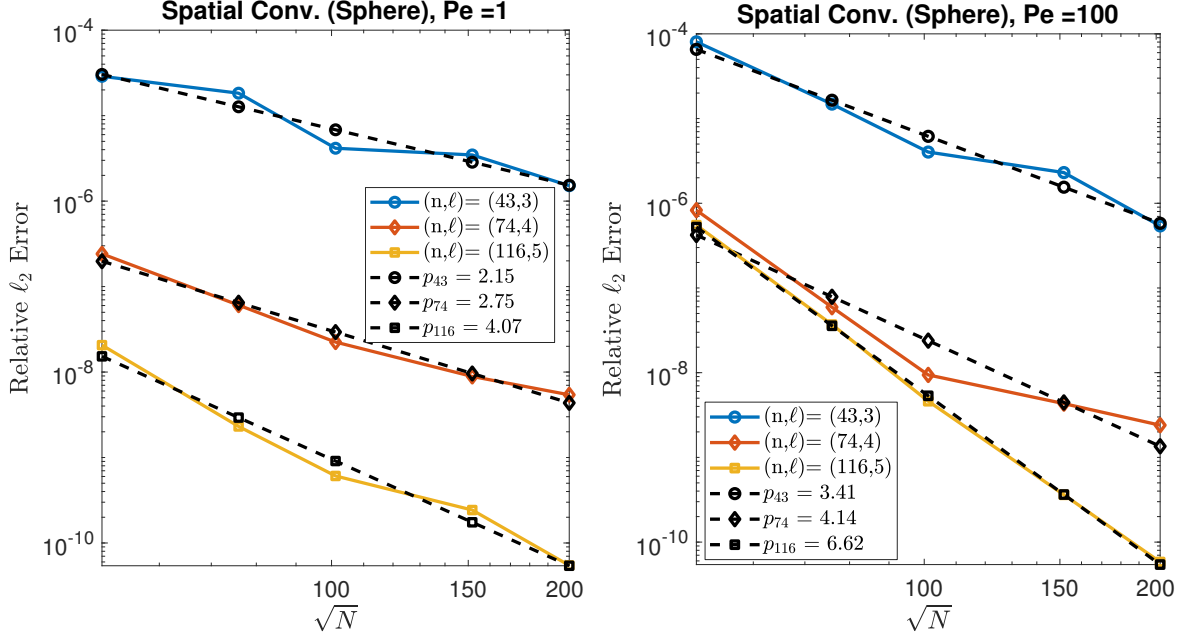 Spatial Conv. (Sphere), Pe =1
10^-4
10^-6
10^-8
10^-10
Relative ℓ₂ Error
100
150
200
√N
(n,ℓ)= (43,3)
(n,ℓ)= (74,4)
(n,ℓ)= (116,5)
p₄₃ = 2.15
p₇₄ = 2.75
p₁₁₆ = 4.07
Spatial Conv. (Sphere), Pe =100
10^-4
10^-6
10^-8
10^-10
Relative ℓ₂ Error
100
150
200
√N
(n,ℓ)= (43,3)
(n,ℓ)= (74,4)
(n,ℓ)= (116,5)
p₄₃ = 3.41
p₇₄ = 4.14
p₁₁₆ = 6.62